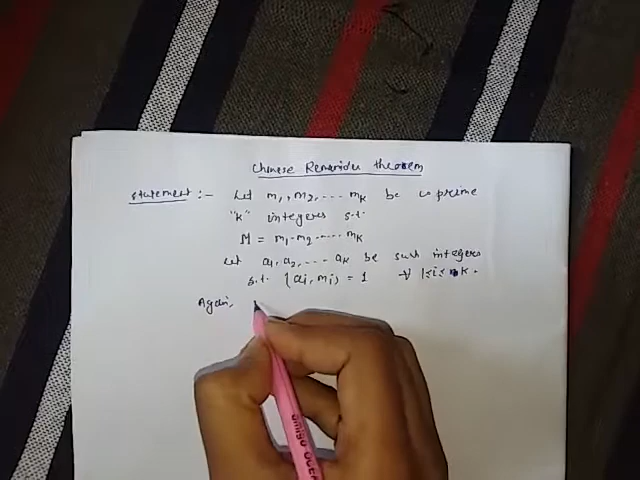 Chinese Remainder theorem
Statement :- Let m₁, m₂, ... mₖ be coprime
"k" integers s.t.
M = m₁·m₂ ..... mₖ
Let a₁, a₂, ... aₖ be such integers
s.t. (aᵢ, mᵢ) = 1 ∀ 1≤i≤k.
Again,